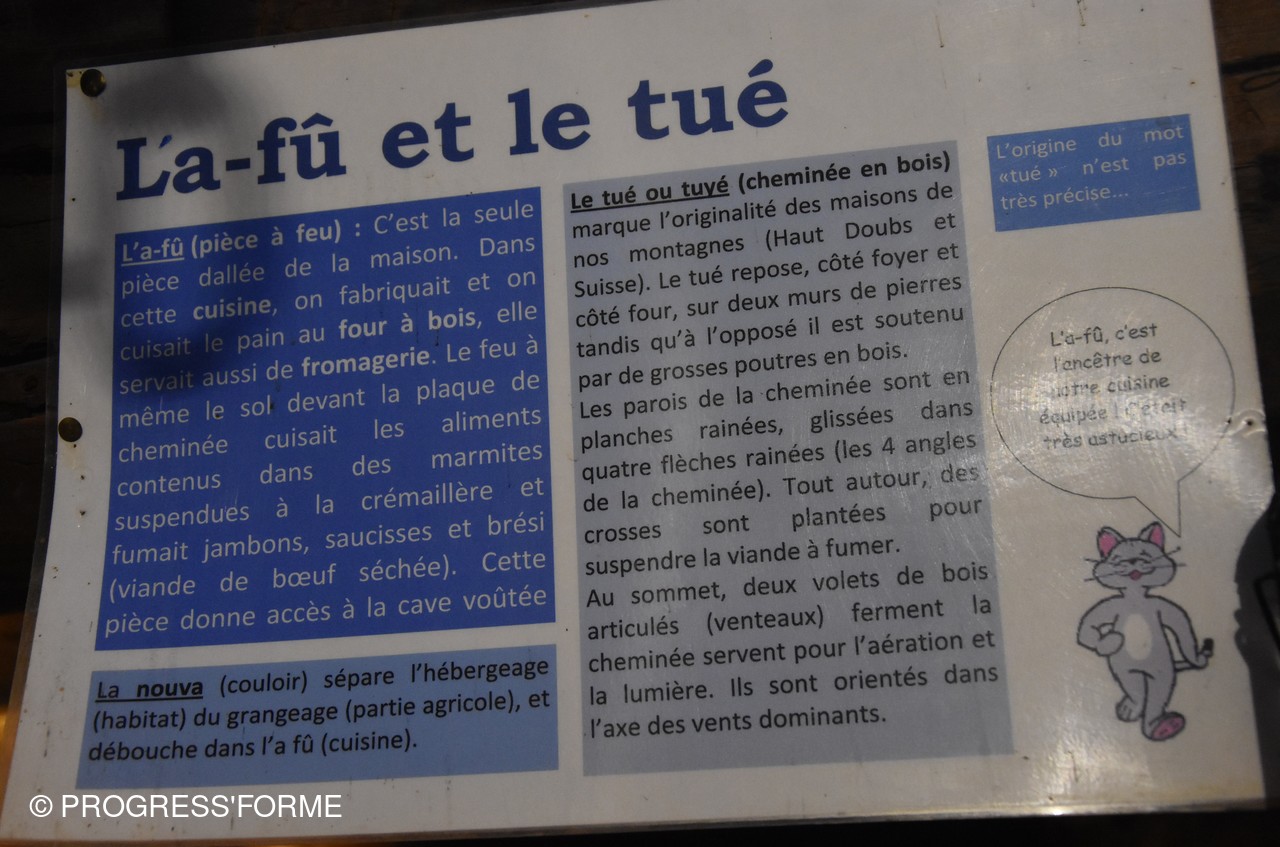 L'a-fû et le tué
L'a-fû (pièce à feu) : C'est la seule
pièce dallée de la maison. Dans
cette cuisine, on fabriquait et on
cuisait le pain au four à bois, elle
servait aussi de fromagerie. Le feu à
même le sol devant la plaque de
cheminée cuisait les aliments
contenus dans des marmites
suspendues à la crémaillère et
fumait jambons, saucisses et brési
(viande de bœuf séchée). Cette
pièce donne accès à la cave voûtée
La nouva (couloir) sépare l'hébergeage
(habitat) du grangeage (partie agricole), et
débouche dans l'a fû (cuisine).
Le tué ou tuyé (cheminée en bois)
marque l'originalité des maisons de
nos montagnes (Haut Doubs et
Suisse). Le tué repose, côté foyer et
côté four, sur deux murs de pierres
tandis qu'à l'opposé il est soutenu
par de grosses poutres en bois.
Les parois de la cheminée sont en
planches rainées, glissées dans
quatre flèches rainées (les 4 angles
de la cheminée). Tout autour, des
crosses sont plantées pour
suspendre la viande à fumer.
Au sommet, deux volets de bois
articulés (venteaux) ferment la
cheminée servent pour l'aération et
la lumière. Ils sont orientés dans
l'axe des vents dominants.
L'origine du mot
«tué » n'est pas
très précise...
L'a-fû, c'est
l'ancêtre de
notre cuisine
équipée ! C'était
très astucieux !
© PROGRESS'FORME